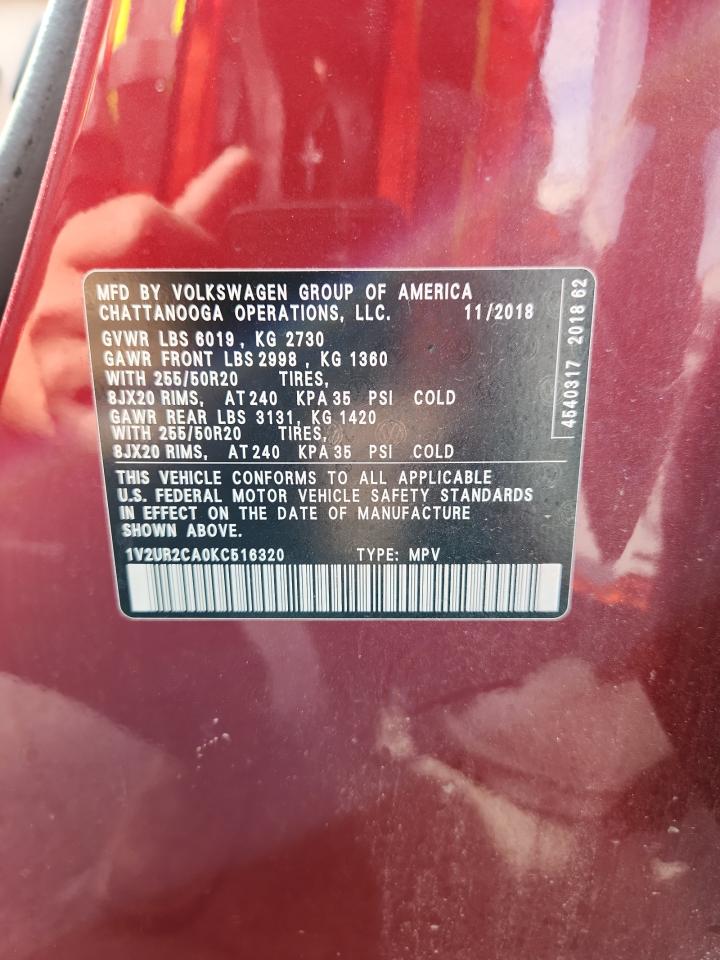 MFD BY VOLKSWAGEN GROUP OF AMERICA
CHATTANOOGA OPERATIONS, LLC. 11/2018
GVWR LBS 6019, KG 2730
GAWR FRONT LBS 2998, KG 1360
WITH 255/50R20 TIRES,
8JX20 RIMS, AT 240 KPA 35 PSI COLD
GAWR REAR LBS 3131, KG 1420
WITH 255/50R20 TIRES,
8JX20 RIMS, AT 240 KPA 35 PSI COLD
THIS VEHICLE CONFORMS TO ALL APPLICABLE
U.S. FEDERAL MOTOR VEHICLE SAFETY STANDARDS
IN EFFECT ON THE DATE OF MANUFACTURE
SHOWN ABOVE.
1V2UR2CA0KC516320 TYPE: MPV
4540317 2018 62